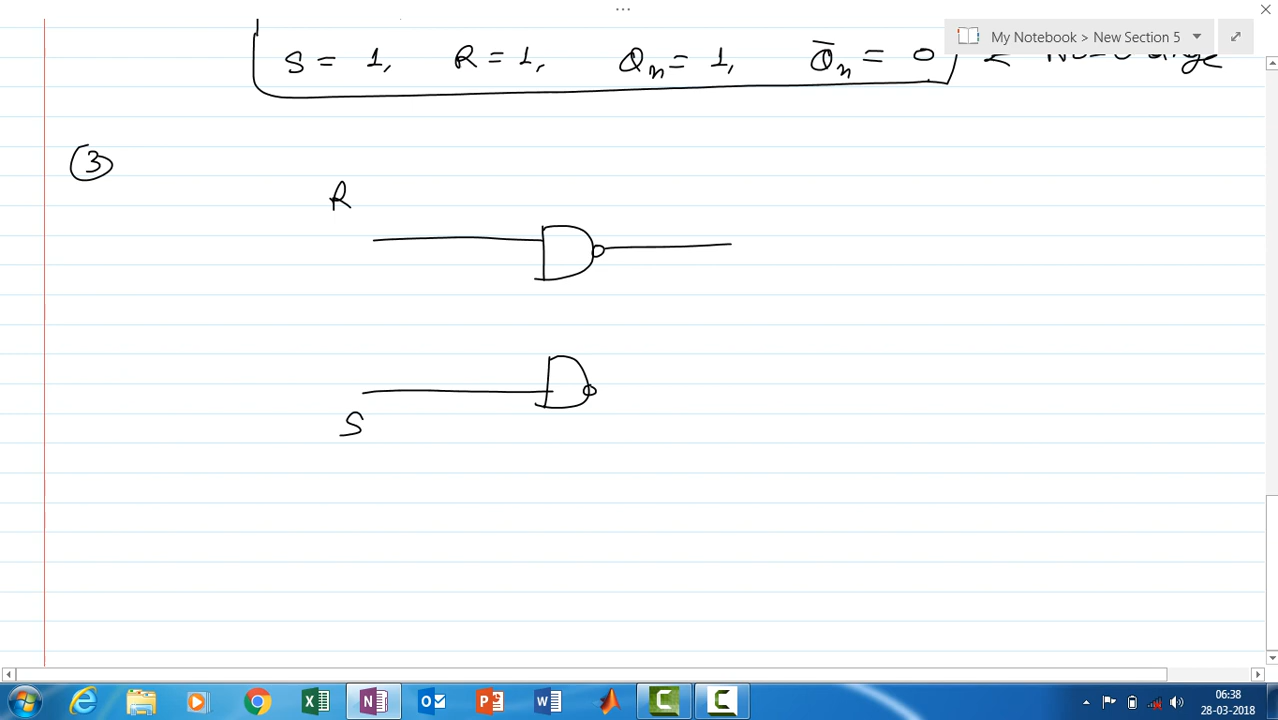 ...
My Notebook > New Section 5
S = 1, R = 1, Qn = 1, Q̅n = 0
③
R
S
06:38
28-03-2018